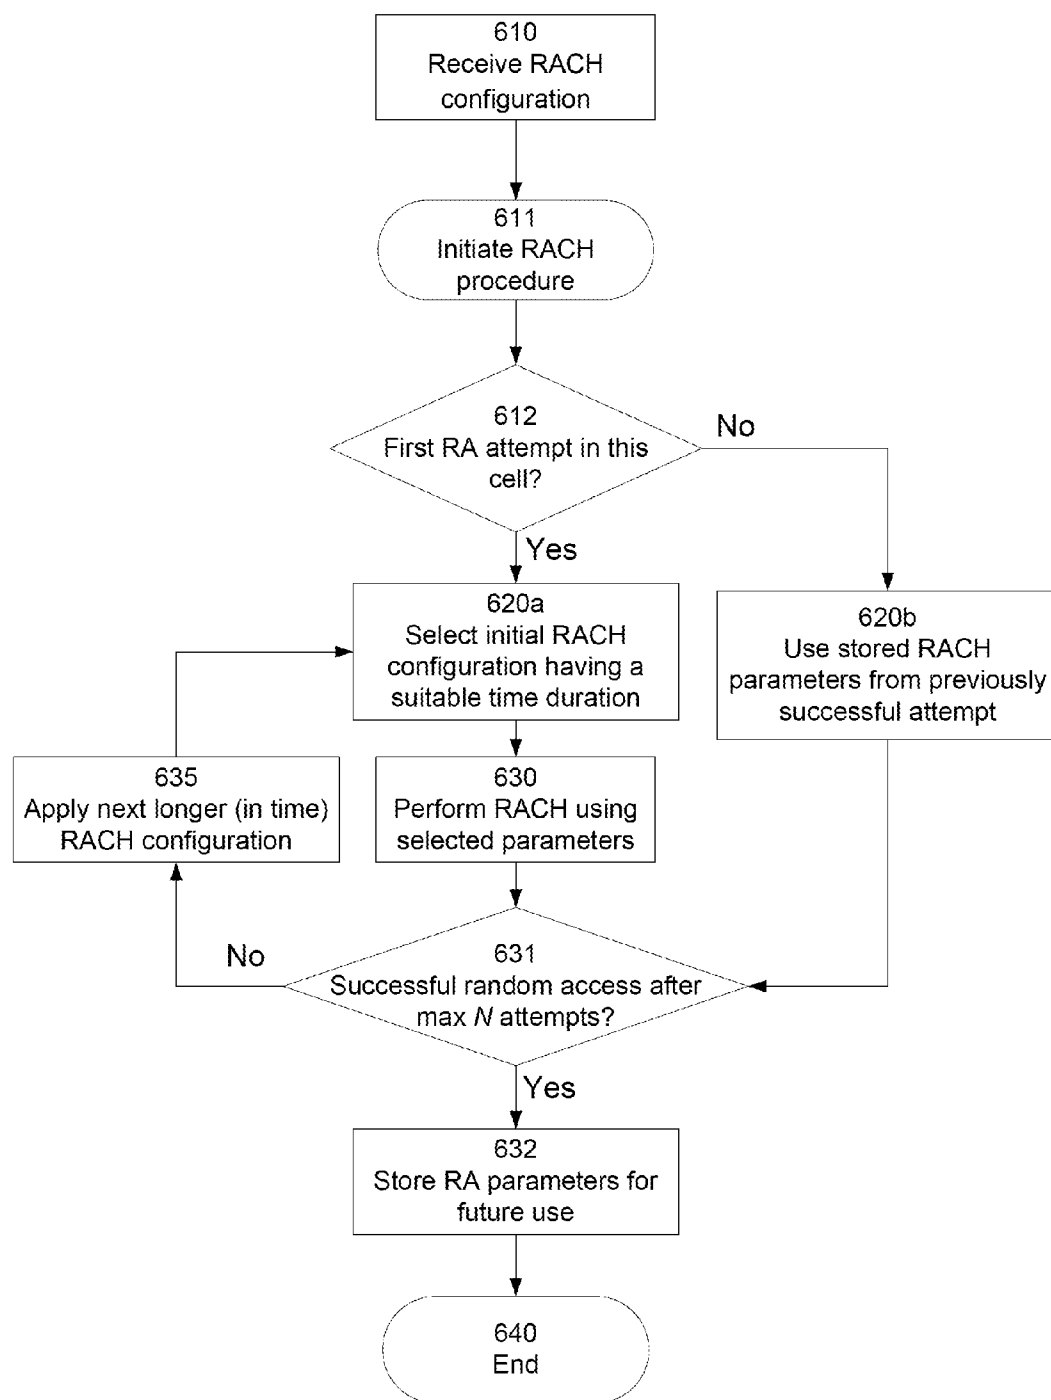 610
Receive RACH
configuration
611
Initiate RACH
procedure
612
First RA attempt in this
cell?
No
Yes
620a
Select initial RACH
configuration having a
suitable time duration
620b
Use stored RACH
parameters from previously
successful attempt
635
Apply next longer (in time)
RACH configuration
630
Perform RACH using
selected parameters
631
Successful random access after
max N attempts?
No
Yes
632
Store RA parameters for
future use
640
End